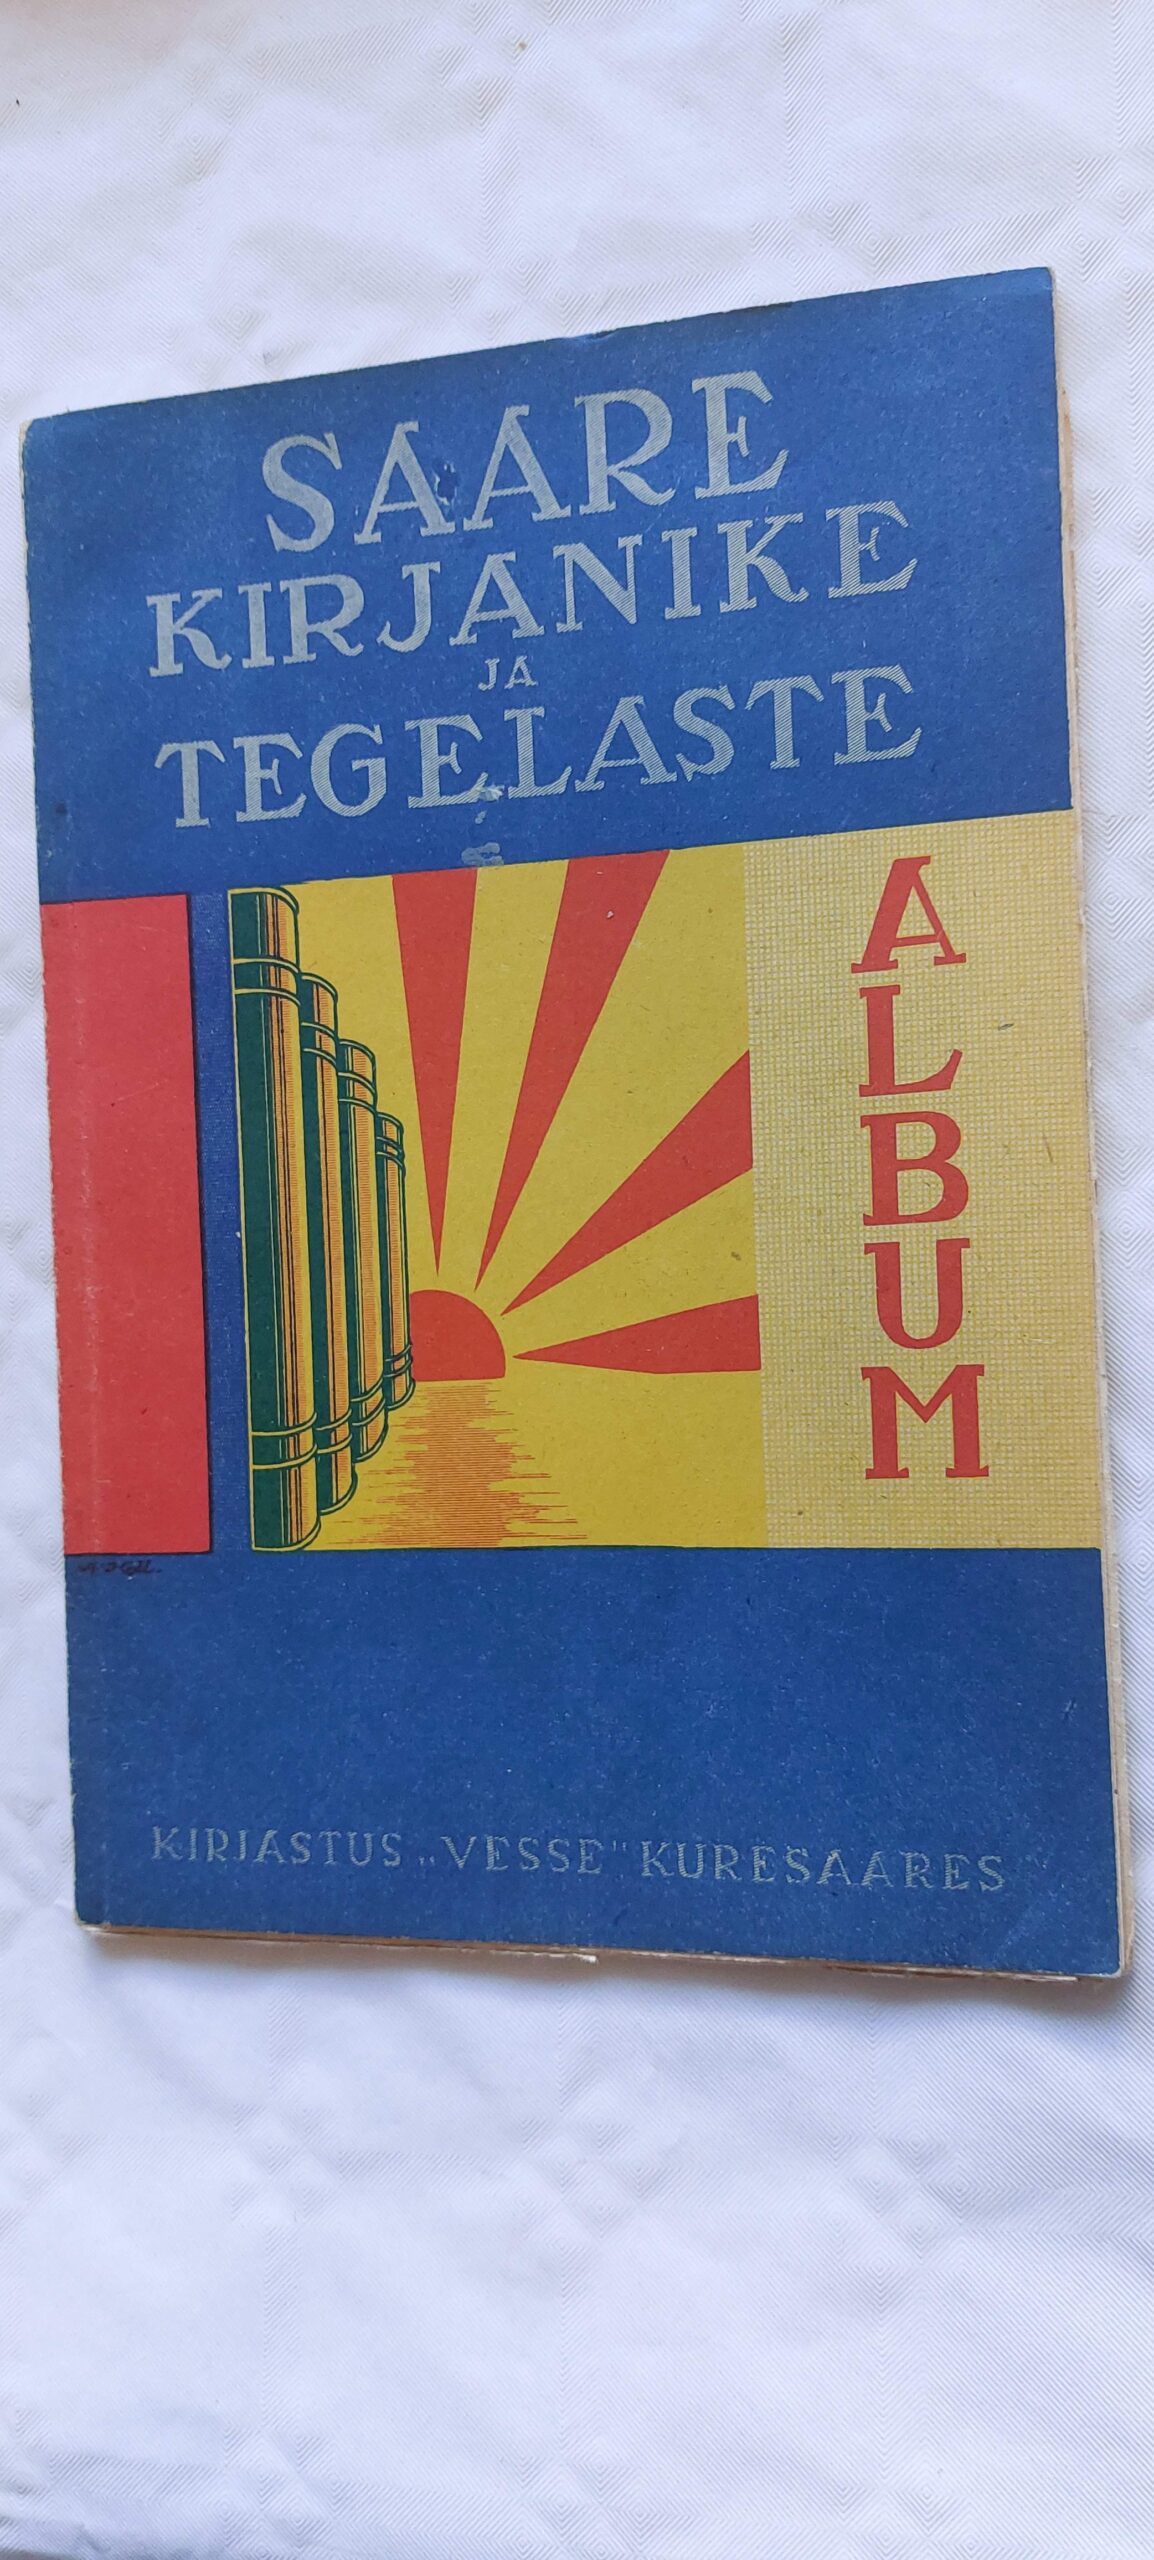 SAARE
KIRJANIKE
JA
TEGELASTE
ALBUM
KIRJASTUS „VESSE" KURESAARES